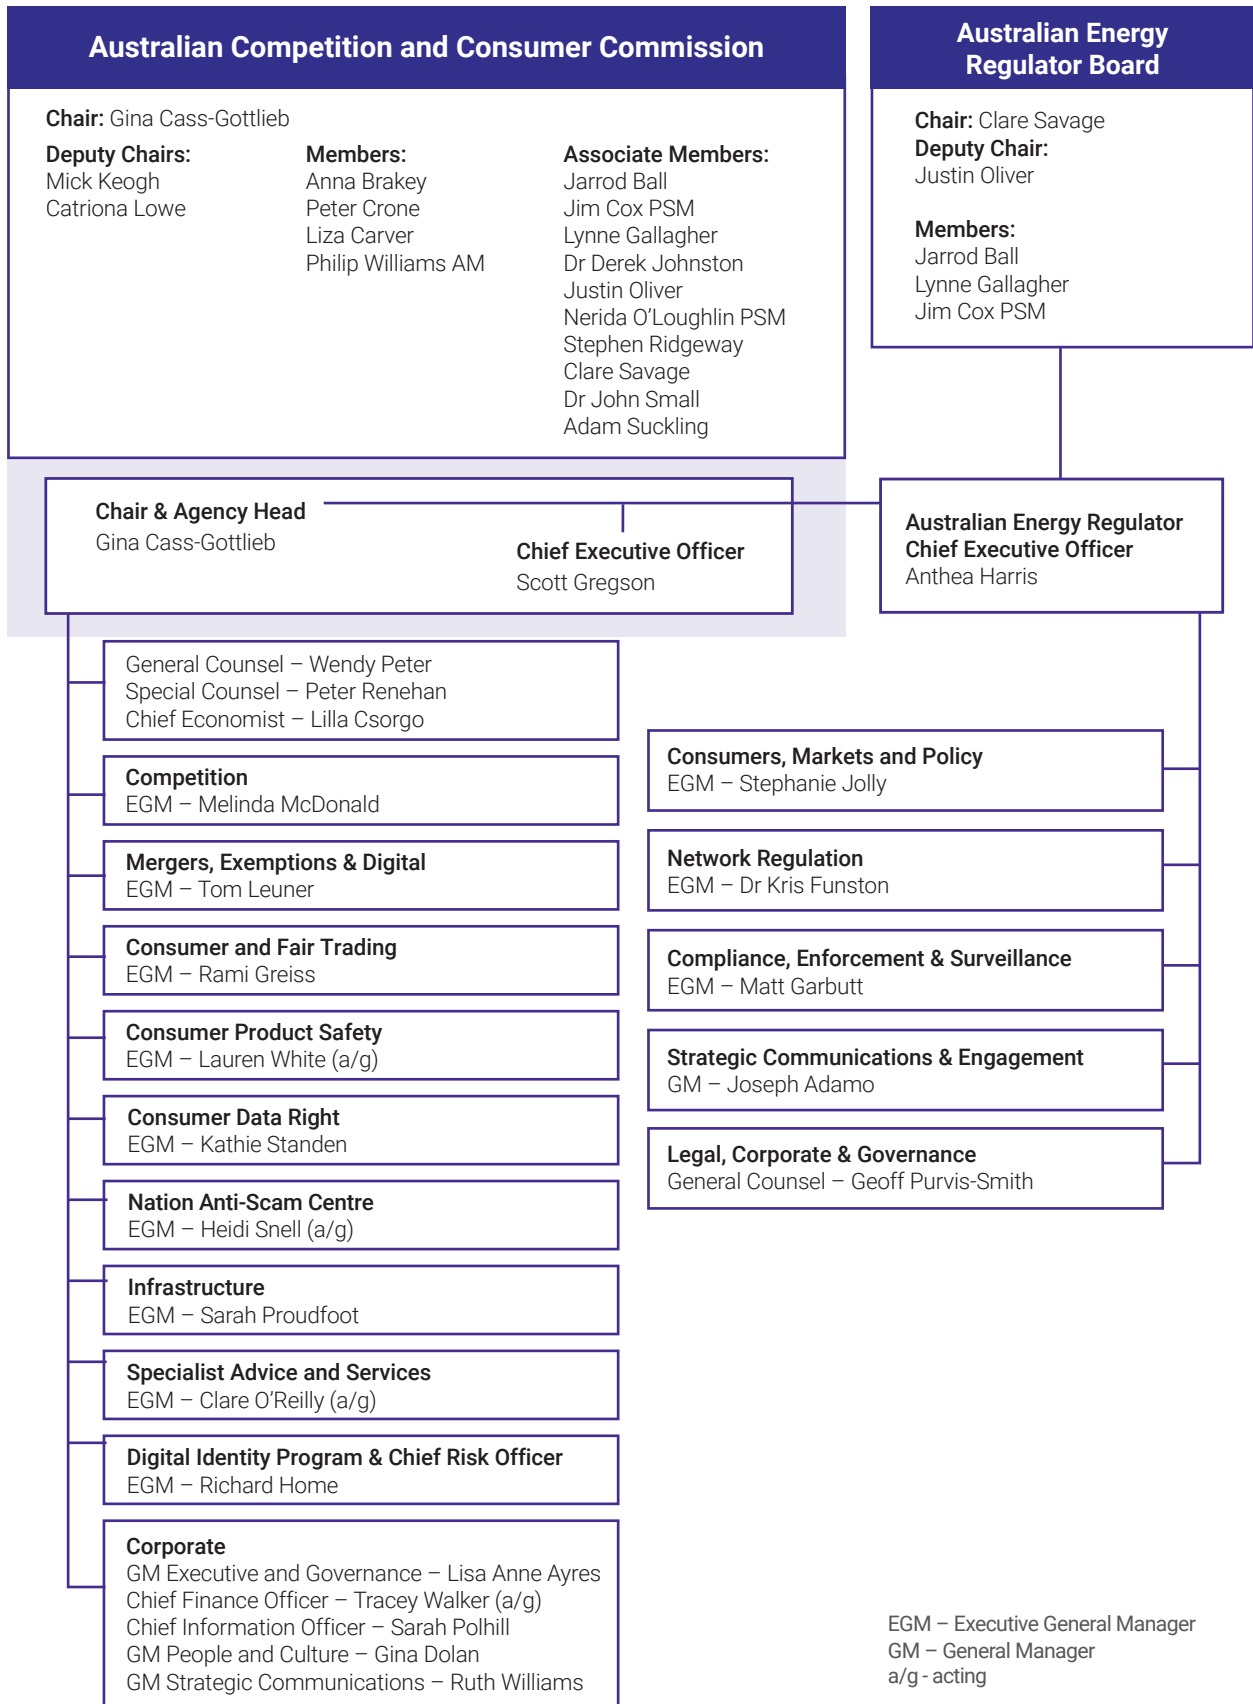 Australian Competition and Consumer Commission
Chair: Gina Cass-Gottlieb
Deputy Chairs:
Mick Keogh
Catriona Lowe
Members:
Anna Brakey
Peter Crone
Liza Carver
Philip Williams AM
Associate Members:
Jarrod Ball
Jim Cox PSM
Lynne Gallagher
Dr Derek Johnston
Justin Oliver
Nerida O'Loughlin PSM
Stephen Ridgeway
Clare Savage
Dr John Small
Adam Suckling
Australian Energy
Regulator Board
Chair: Clare Savage
Deputy Chair:
Justin Oliver
Members:
Jarrod Ball
Lynne Gallagher
Jim Cox PSM
Chair & Agency Head
Gina Cass-Gottlieb
Chief Executive Officer
Scott Gregson
Australian Energy Regulator
Chief Executive Officer
Anthea Harris
General Counsel – Wendy Peter
Special Counsel – Peter Renehan
Chief Economist – Lilla Csorgo
Competition
EGM – Melinda McDonald
Mergers, Exemptions & Digital
EGM – Tom Leuner
Consumer and Fair Trading
EGM – Rami Greiss
Consumer Product Safety
EGM – Lauren White (a/g)
Consumer Data Right
EGM – Kathie Standen
Nation Anti-Scam Centre
EGM – Heidi Snell (a/g)
Infrastructure
EGM – Sarah Proudfoot
Specialist Advice and Services
EGM – Clare O'Reilly (a/g)
Digital Identity Program & Chief Risk Officer
EGM – Richard Home
Corporate
GM Executive and Governance – Lisa Anne Ayres
Chief Finance Officer – Tracey Walker (a/g)
Chief Information Officer – Sarah Polhill
GM People and Culture – Gina Dolan
GM Strategic Communications – Ruth Williams
Consumers, Markets and Policy
EGM – Stephanie Jolly
Network Regulation
EGM – Dr Kris Funston
Compliance, Enforcement & Surveillance
EGM – Matt Garbutt
Strategic Communications & Engagement
GM – Joseph Adamo
Legal, Corporate & Governance
General Counsel – Geoff Purvis-Smith
EGM – Executive General Manager
GM – General Manager
a/g - acting